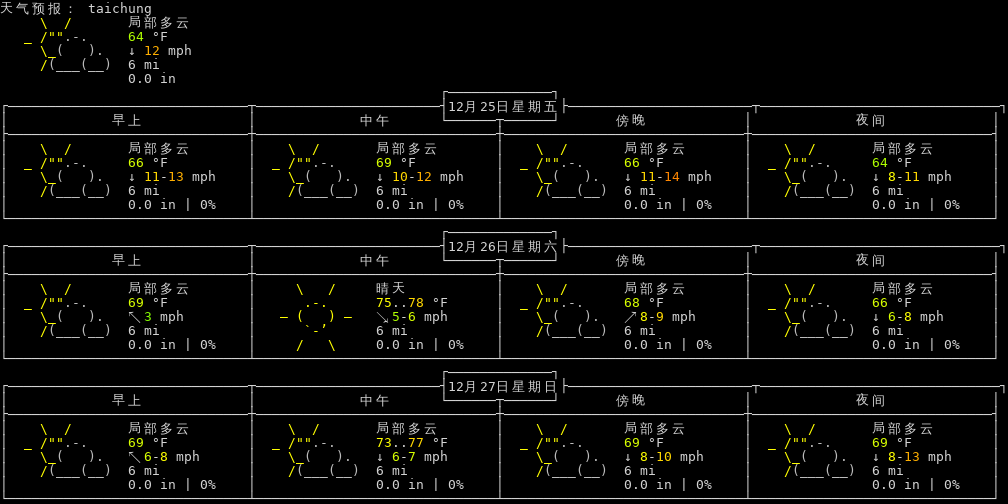 天气预报： taichung
局部多云
64 °F
↓ 12 mph
6 mi
0.0 in
12月25日星期五
早上 中午 傍晚 夜间
局部多云 局部多云 局部多云 局部多云
66 °F 69 °F 66 °F 64 °F
↓ 11-13 mph ↓ 10-12 mph ↓ 11-14 mph ↓ 8-11 mph
6 mi 6 mi 6 mi 6 mi
0.0 in | 0% 0.0 in | 0% 0.0 in | 0% 0.0 in | 0%
12月26日星期六
早上 中午 傍晚 夜间
局部多云 晴天 局部多云 局部多云
69 °F 75..78 °F 68 °F 66 °F
↖ 3 mph ↘ 5-6 mph ↗ 8-9 mph ↓ 6-8 mph
6 mi 6 mi 6 mi 6 mi
0.0 in | 0% 0.0 in | 0% 0.0 in | 0% 0.0 in | 0%
12月27日星期日
早上 中午 傍晚 夜间
局部多云 局部多云 局部多云 局部多云
69 °F 73..77 °F 69 °F 69 °F
↖ 6-8 mph ↓ 6-7 mph ↓ 8-10 mph ↓ 8-13 mph
6 mi 6 mi 6 mi 6 mi
0.0 in | 0% 0.0 in | 0% 0.0 in | 0% 0.0 in | 0%